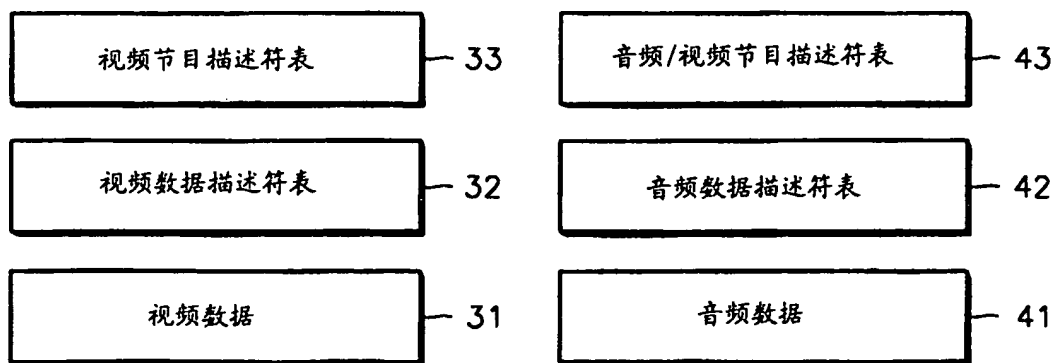 视频节目描述符表 33
音频/视频节目描述符表 43
视频数据描述符表 32
音频数据描述符表 42
视频数据 31
音频数据 41